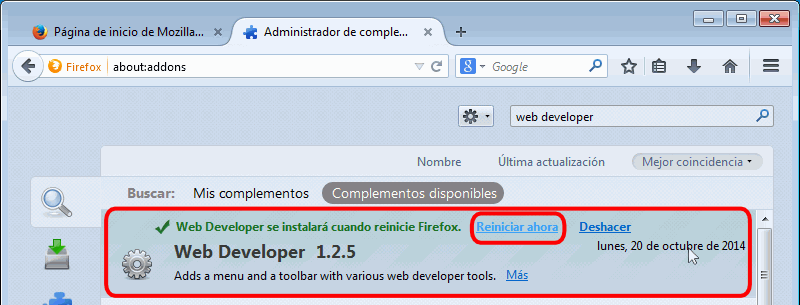 Página de inicio de Mozilla...
Administrador de comple...
Firefox about:addons
Google
web developer
Nombre Última actualización Mejor coincidencia
Buscar: Mis complementos Complementos disponibles
Web Developer se instalará cuando reinicie Firefox. Reiniciar ahora Deshacer
Web Developer 1.2.5
lunes, 20 de octubre de 2014
Adds a menu and a toolbar with various web developer tools. Más